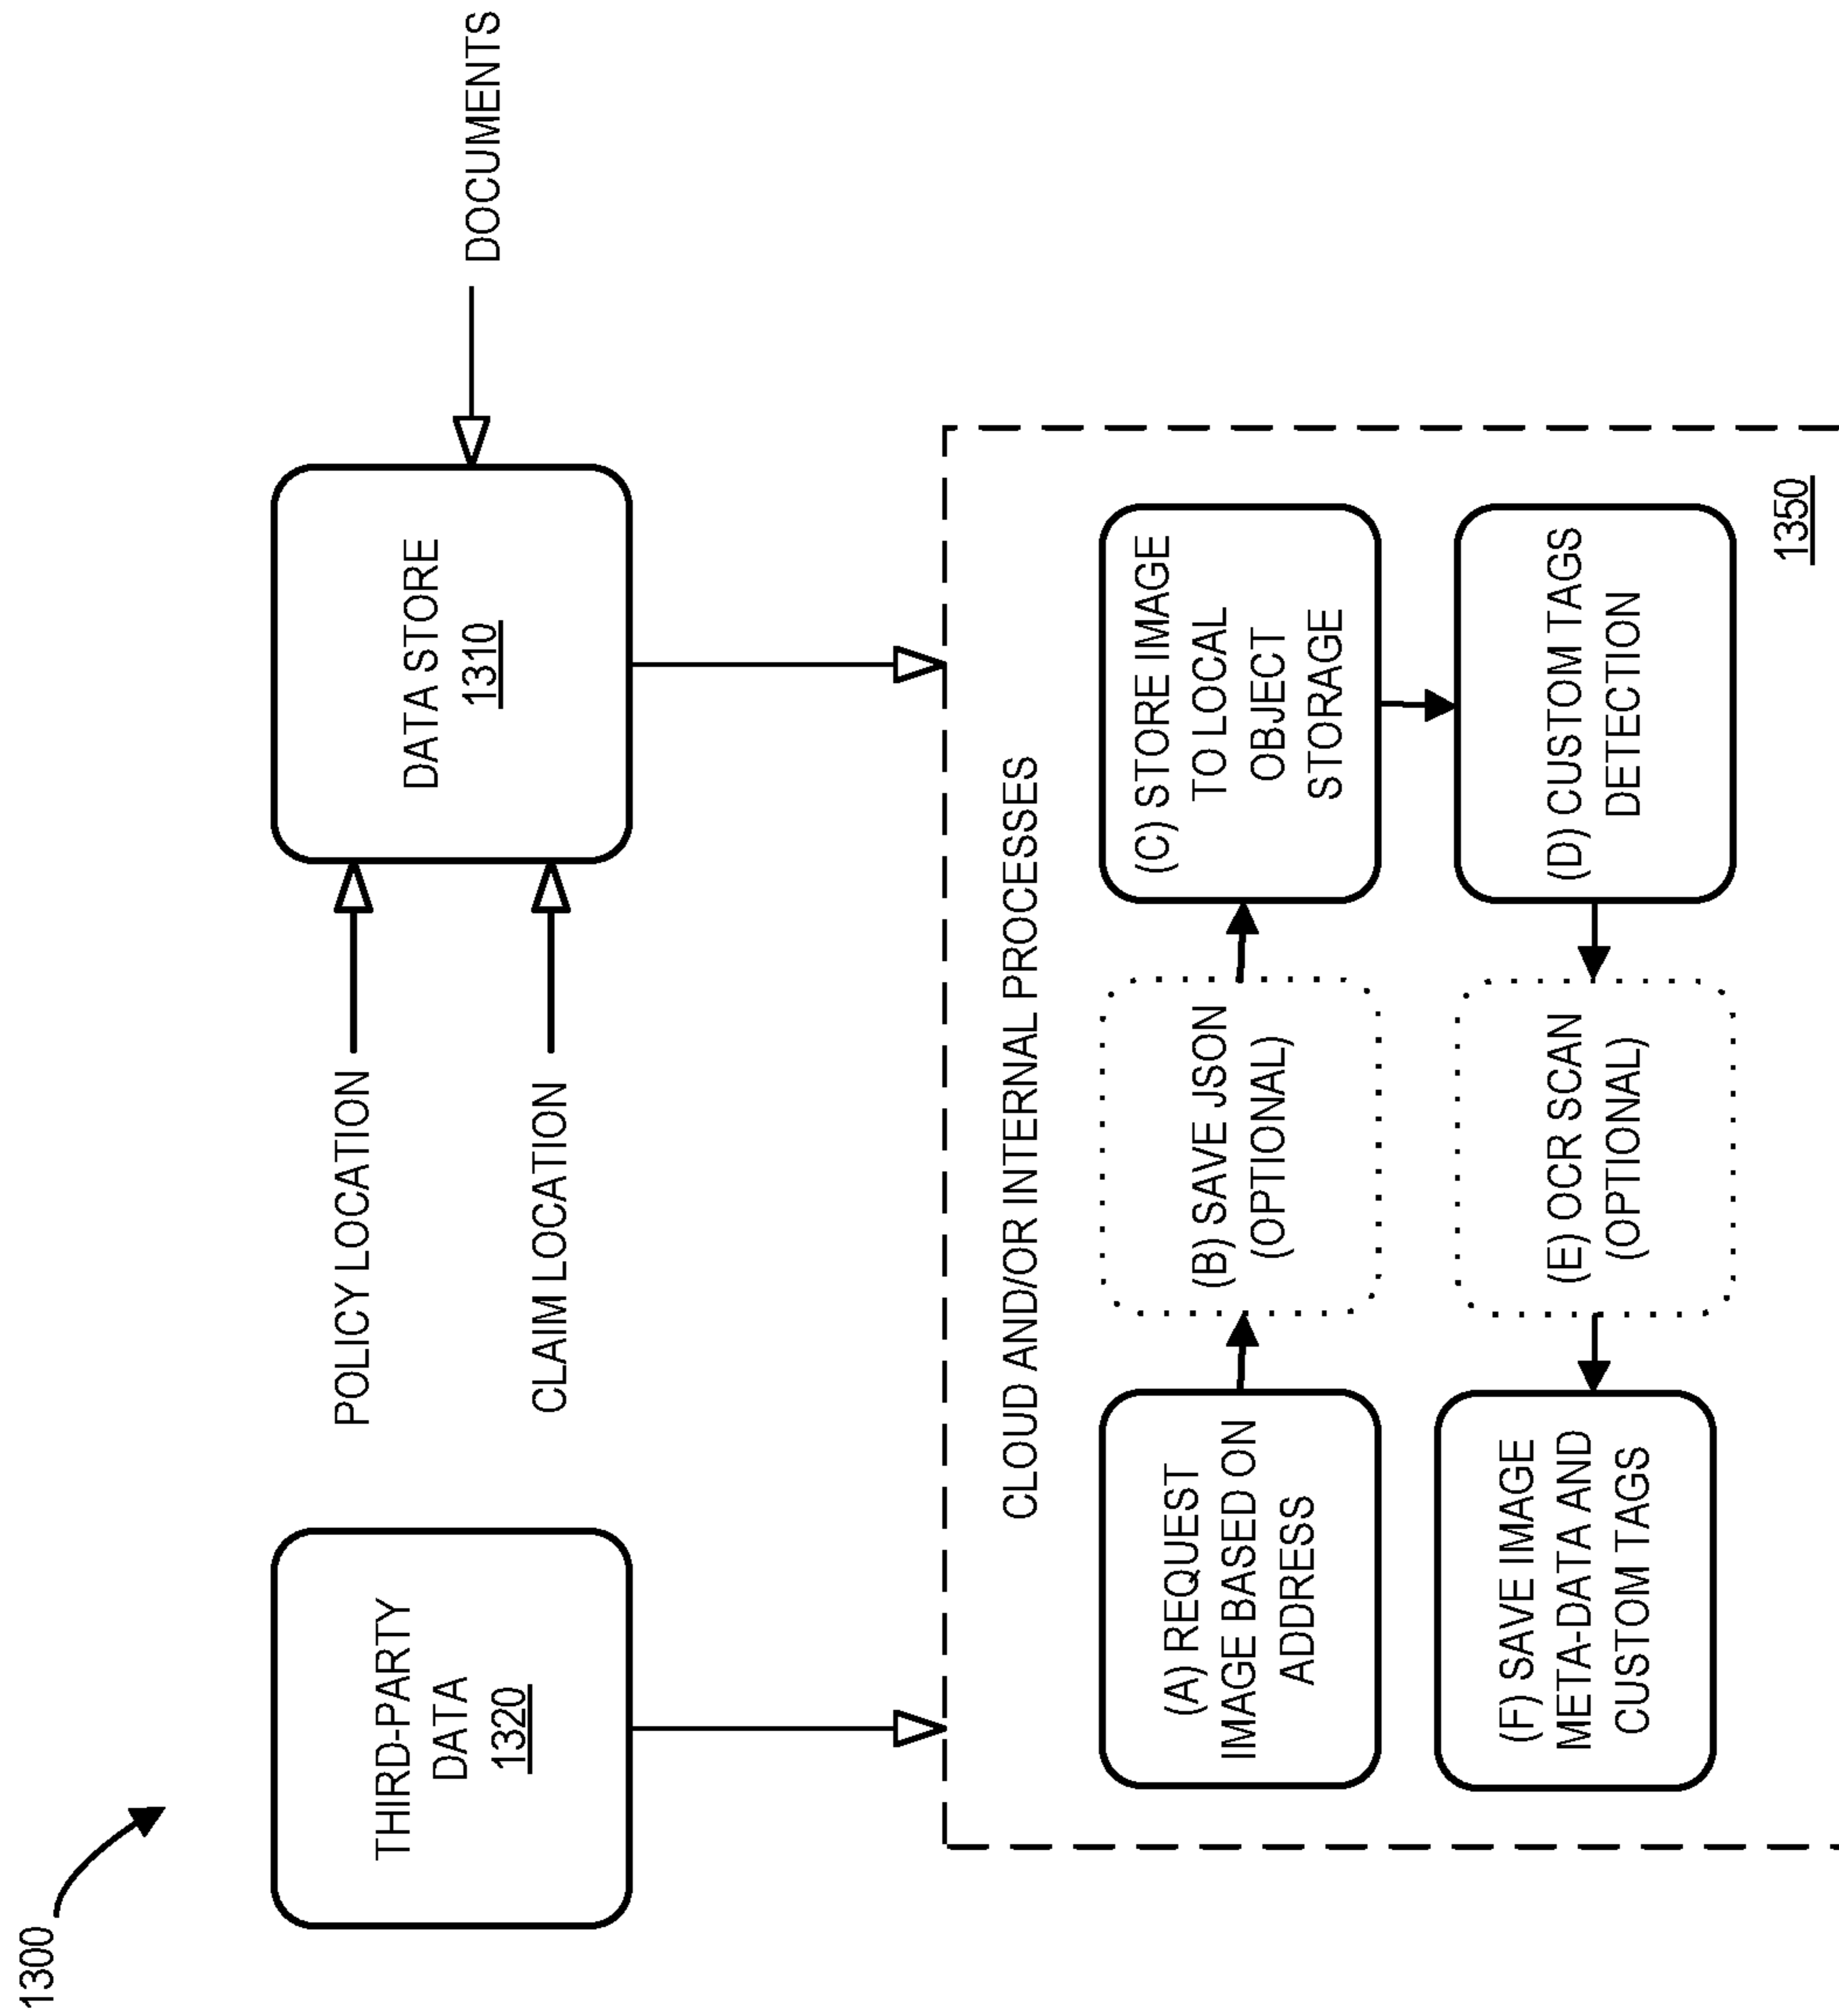 1300
THIRD-PARTY
DATA
1320
POLICY LOCATION
CLAIM LOCATION
DATA STORE
1310
DOCUMENTS
CLOUD AND/OR INTERNAL PROCESSES
(A) REQUEST
IMAGE BASED ON
ADDRESS
(B) SAVE JSON
(OPTIONAL)
(C) STORE IMAGE
TO LOCAL
OBJECT
STORAGE
(D) CUSTOM TAGS
DETECTION
(E) OCR SCAN
(OPTIONAL)
(F) SAVE IMAGE
META-DATA AND
CUSTOM TAGS
1350